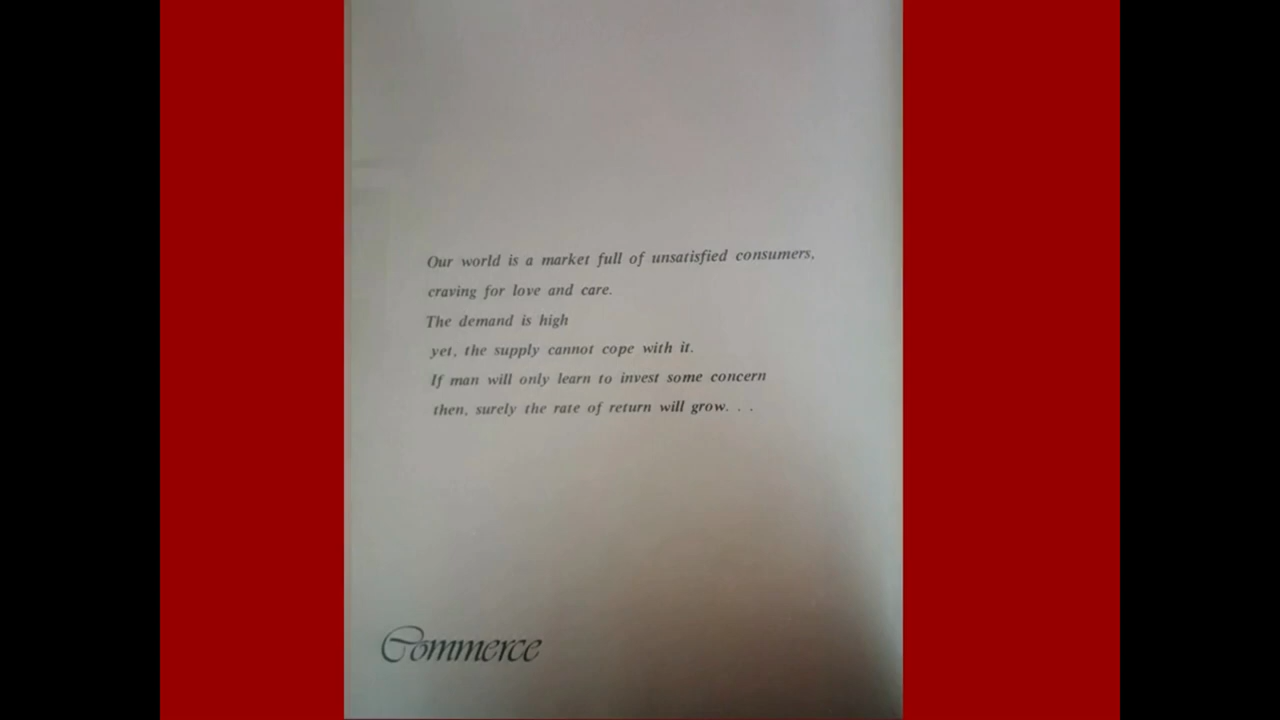 Our world is a market full of unsatisfied consumers,
craving for love and care.
The demand is high
yet, the supply cannot cope with it.
If man will only learn to invest some concern
then, surely the rate of return will grow. . .
Commerce